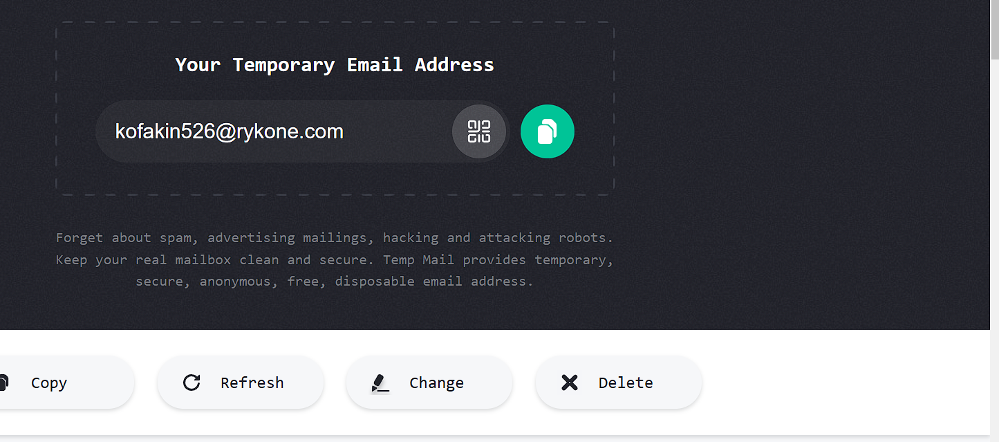 Your Temporary Email Address
kofakin526@rykone.com
Forget about spam, advertising mailings, hacking and attacking robots.
Keep your real mailbox clean and secure. Temp Mail provides temporary,
secure, anonymous, free, disposable email address.
Copy
Refresh
Change
Delete